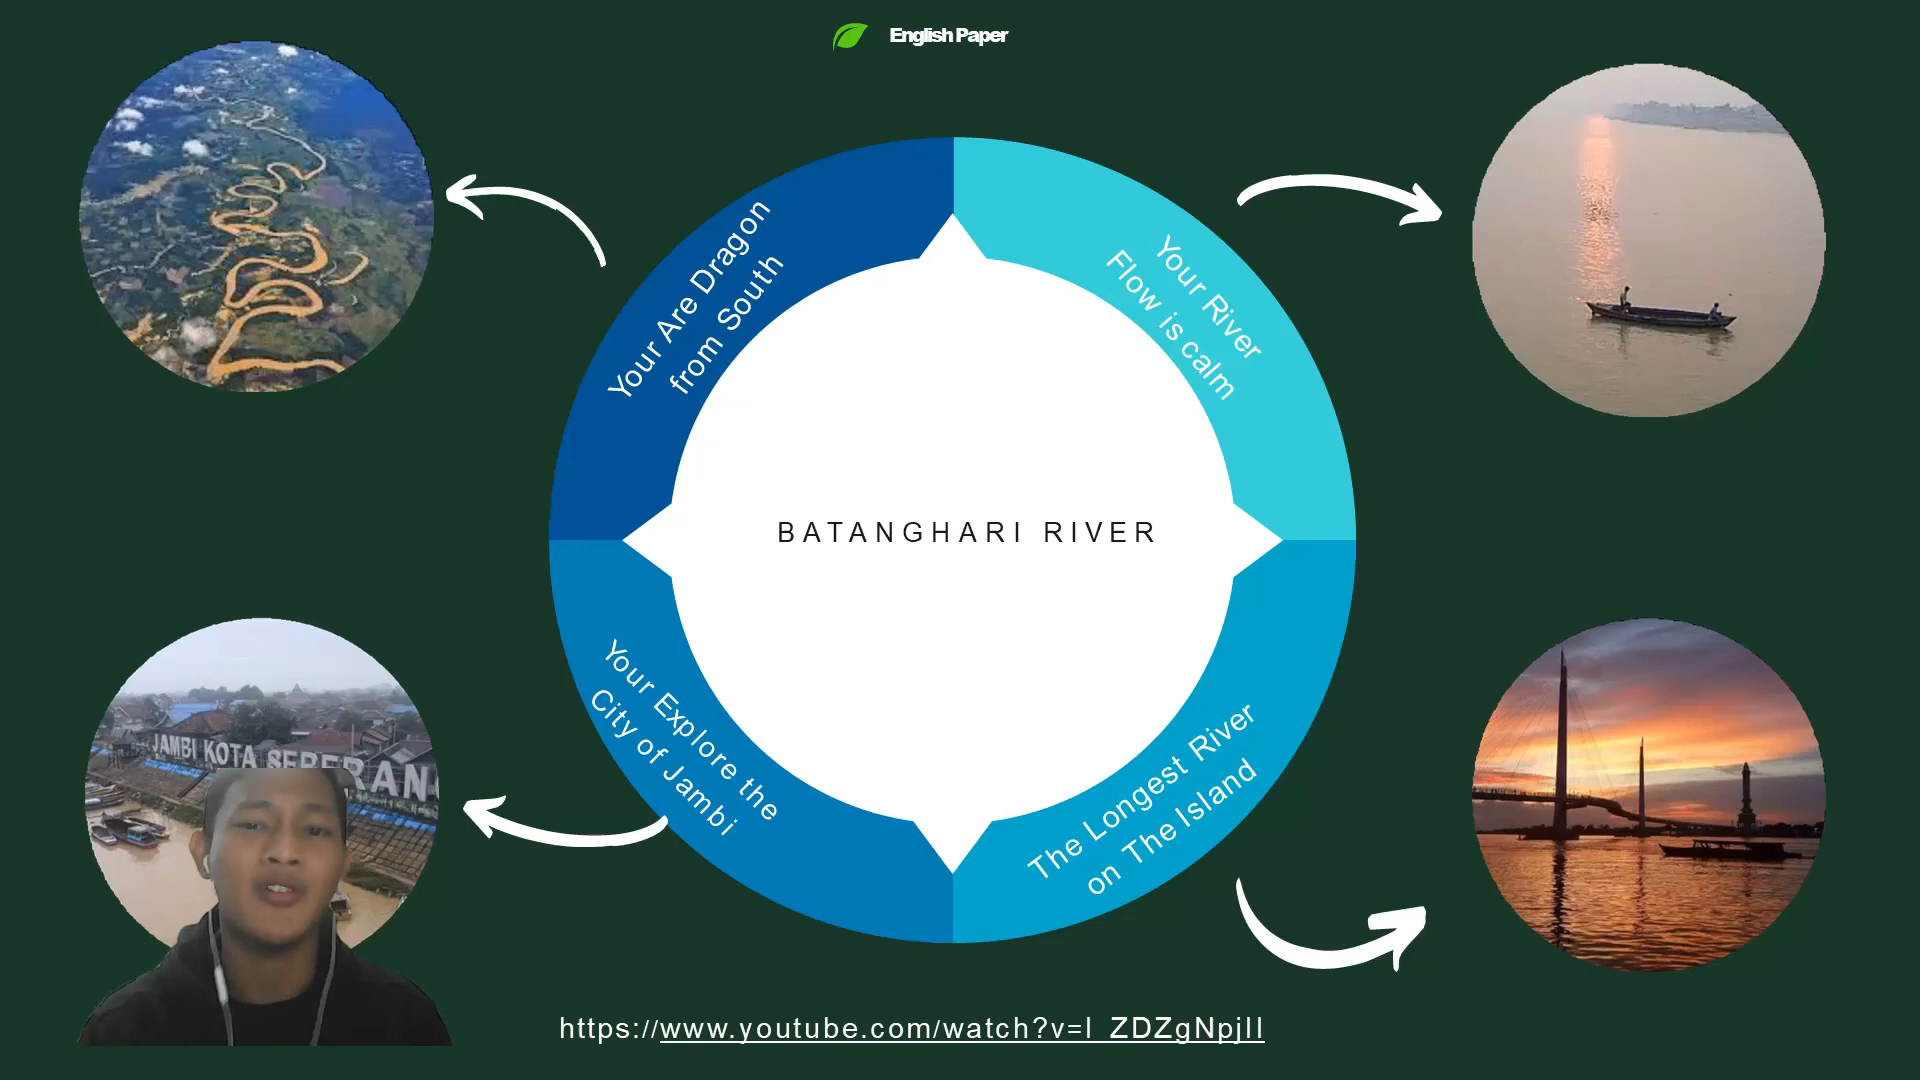 English Paper
Your Are Dragon
from South
Your River
Flow is calm
BATANGHARI RIVER
Your Explore the
City of Jambi
The Longest River
on The Island
JAMBI KOTA SEBERANG
https://www.youtube.com/watch?v=l_ZDZgNpjlI